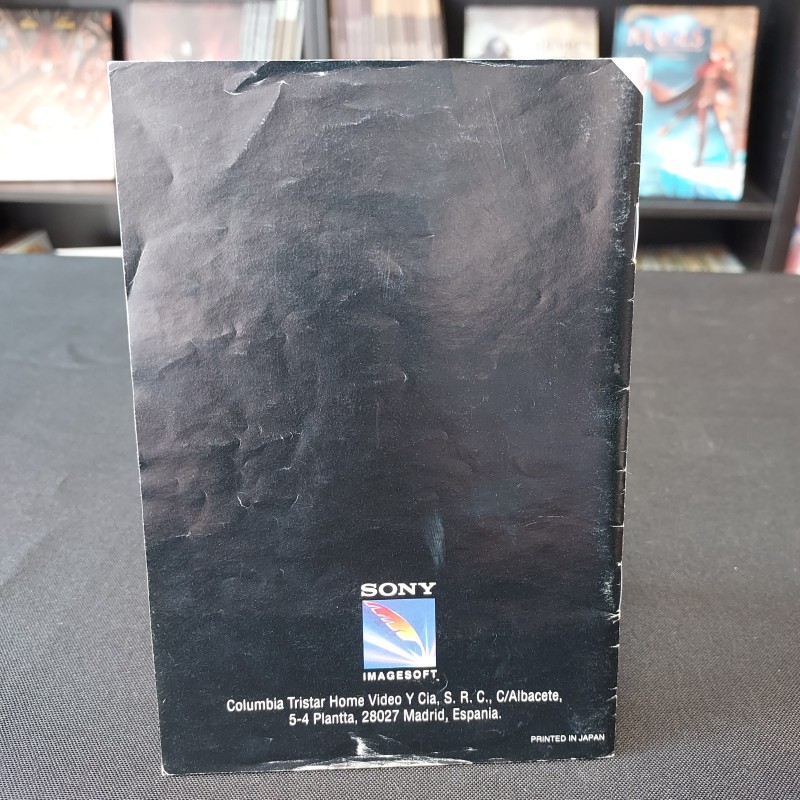 SONY
IMAGESOFT
Columbia Tristar Home Video Y Cia, S. R. C., C/Albacete,
5-4 Plantta, 28027 Madrid, Espania.
PRINTED IN JAPAN